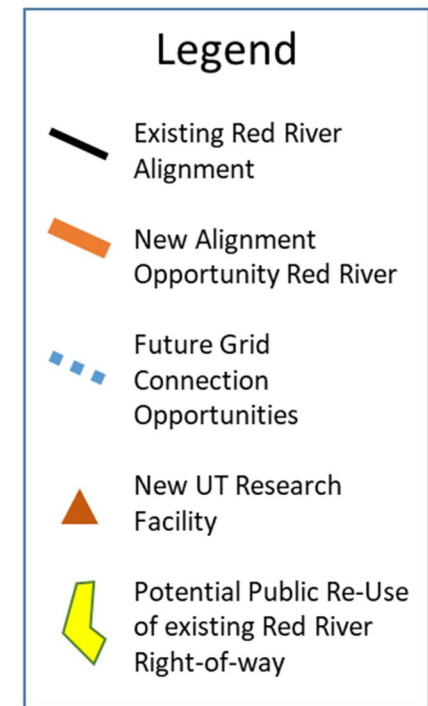 Legend
Existing Red River
Alignment
New Alignment
Opportunity Red River
Future Grid
Connection
Opportunities
New UT Research
Facility
Potential Public Re-Use
of existing Red River
Right-of-way